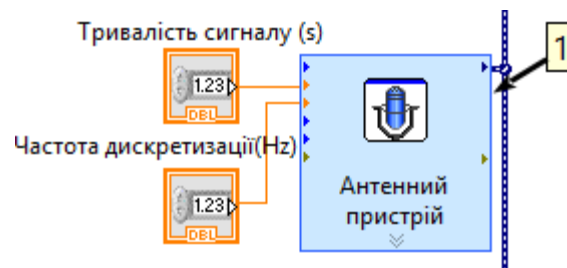 Тривалість сигналу (s)
1
1.23
DBL
Частота дискретизації(Hz)
1.23
DBL
Антенний
пристрій